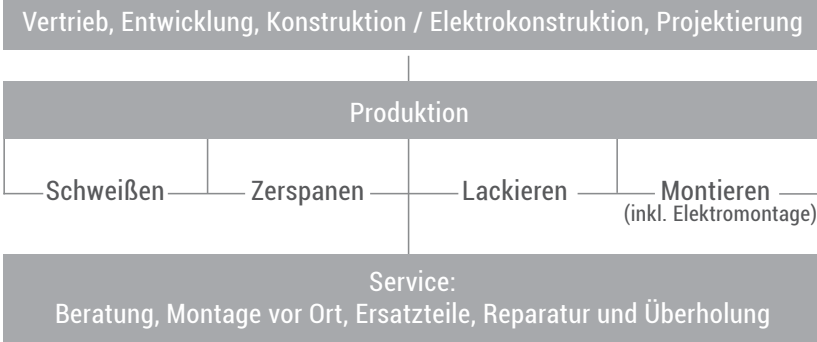 Vertrieb, Entwicklung, Konstruktion / Elektrokonstruktion, Projektierung
Produktion
Schweißen Zerspanen Lackieren Montieren
(inkl. Elektromontage)
Service:
Beratung, Montage vor Ort, Ersatzteile, Reparatur und Überholung